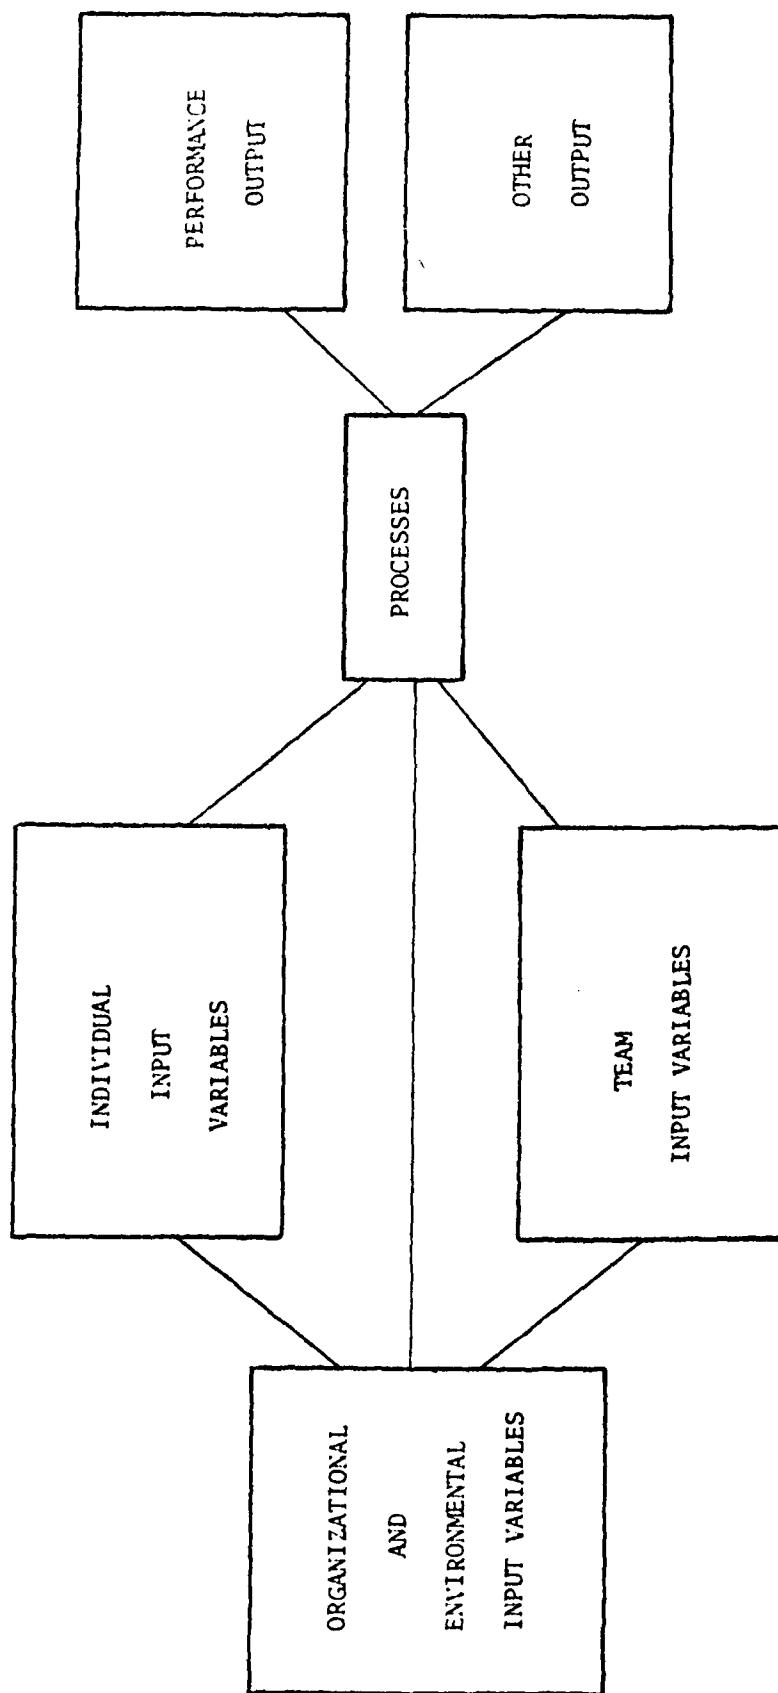 ORGANIZATIONAL
AND
ENVIRONMENTAL
INPUT VARIABLES
INDIVIDUAL
INPUT
VARIABLES
TEAM
INPUT VARIABLES
PROCESSES
PERFORMANCE
OUTPUT
OTHER
OUTPUT